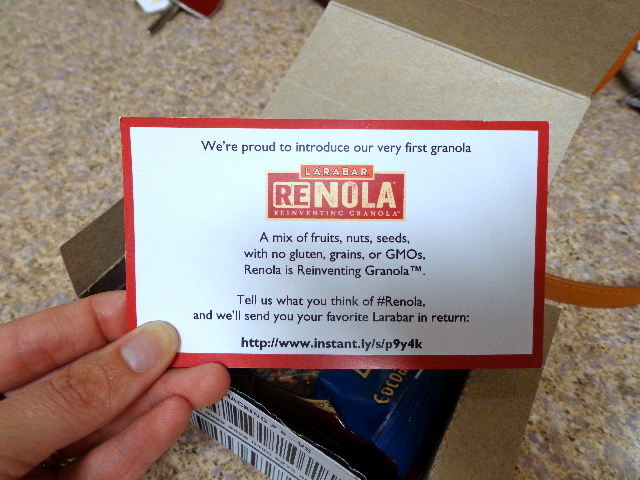 We're proud to introduce our very first granola
LARABAR
RENOLA
REINVENTING GRANOLA™
A mix of fruits, nuts, seeds,
with no gluten, grains, or GMOs,
Renola is Reinventing Granola™.
Tell us what you think of #Renola,
and we'll send you your favorite Larabar in return:
http://www.instant.ly/s/p9y4k
Cocoa